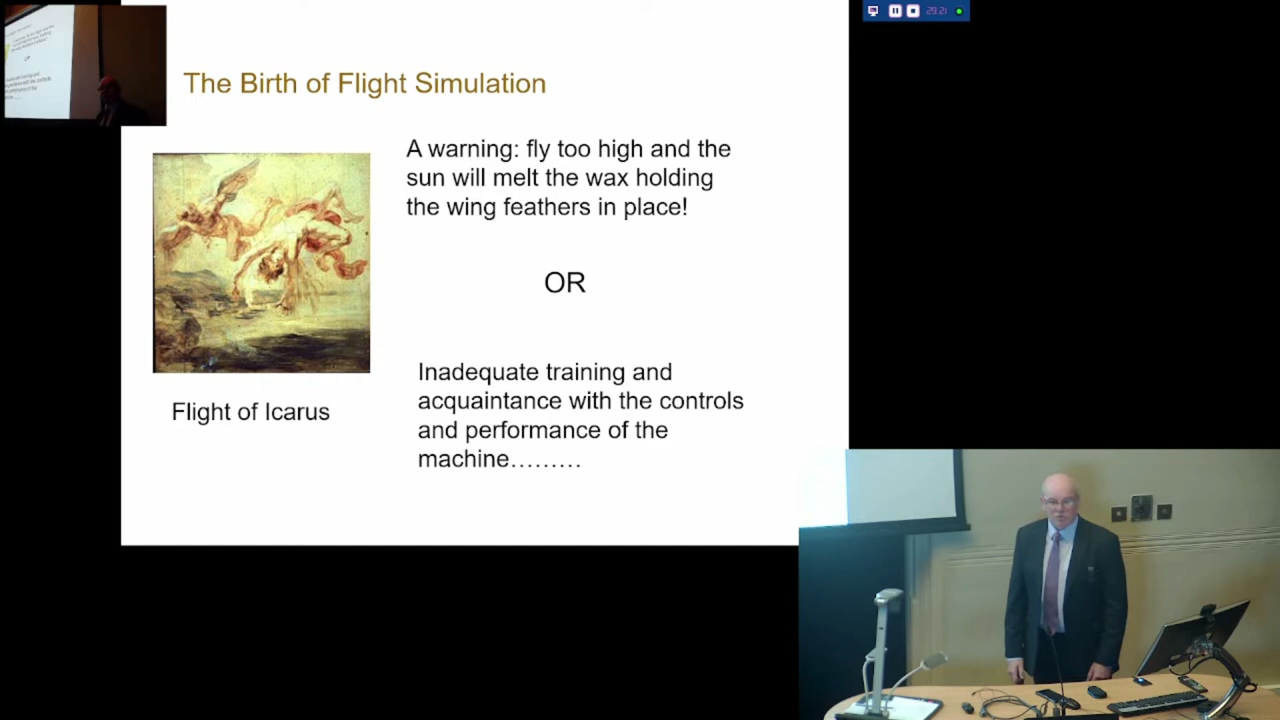 The Birth of Flight Simulation
A warning: fly too high and the
sun will melt the wax holding
the wing feathers in place!
OR
Inadequate training and
acquaintance with the controls
and performance of the
machine………
Flight of Icarus
29:21